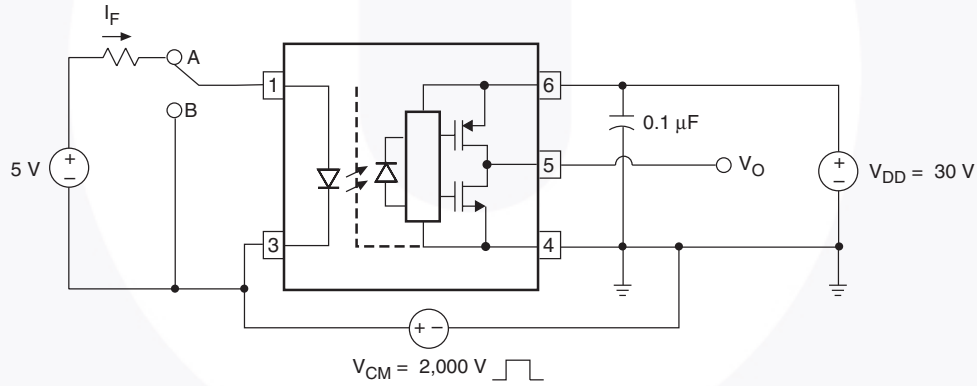 I_F
A
1
6
B
0.1 μF
5 V
+
−
5
V_O
+
−
V_DD = 30 V
3
4
+ −
V_CM = 2,000 V